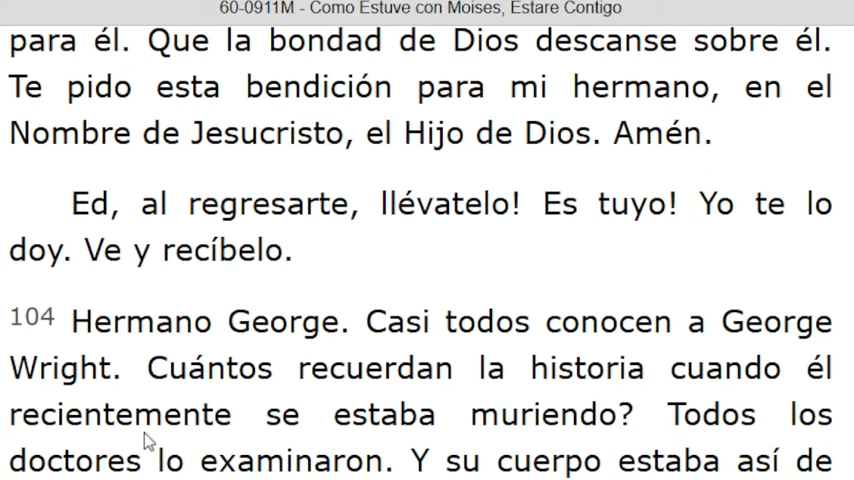 60-0911M - Como Estuve con Moises, Estare Contigo
para él. Que la bondad de Dios descanse sobre él.
Te pido esta bendición para mi hermano, en el
Nombre de Jesucristo, el Hijo de Dios. Amén.
Ed, al regresarte, llévatelo! Es tuyo! Yo te lo
doy. Ve y recíbelo.
104 Hermano George. Casi todos conocen a George
Wright. Cuántos recuerdan la historia cuando él
recientemente se estaba muriendo? Todos los
doctores lo examinaron. Y su cuerpo estaba así de